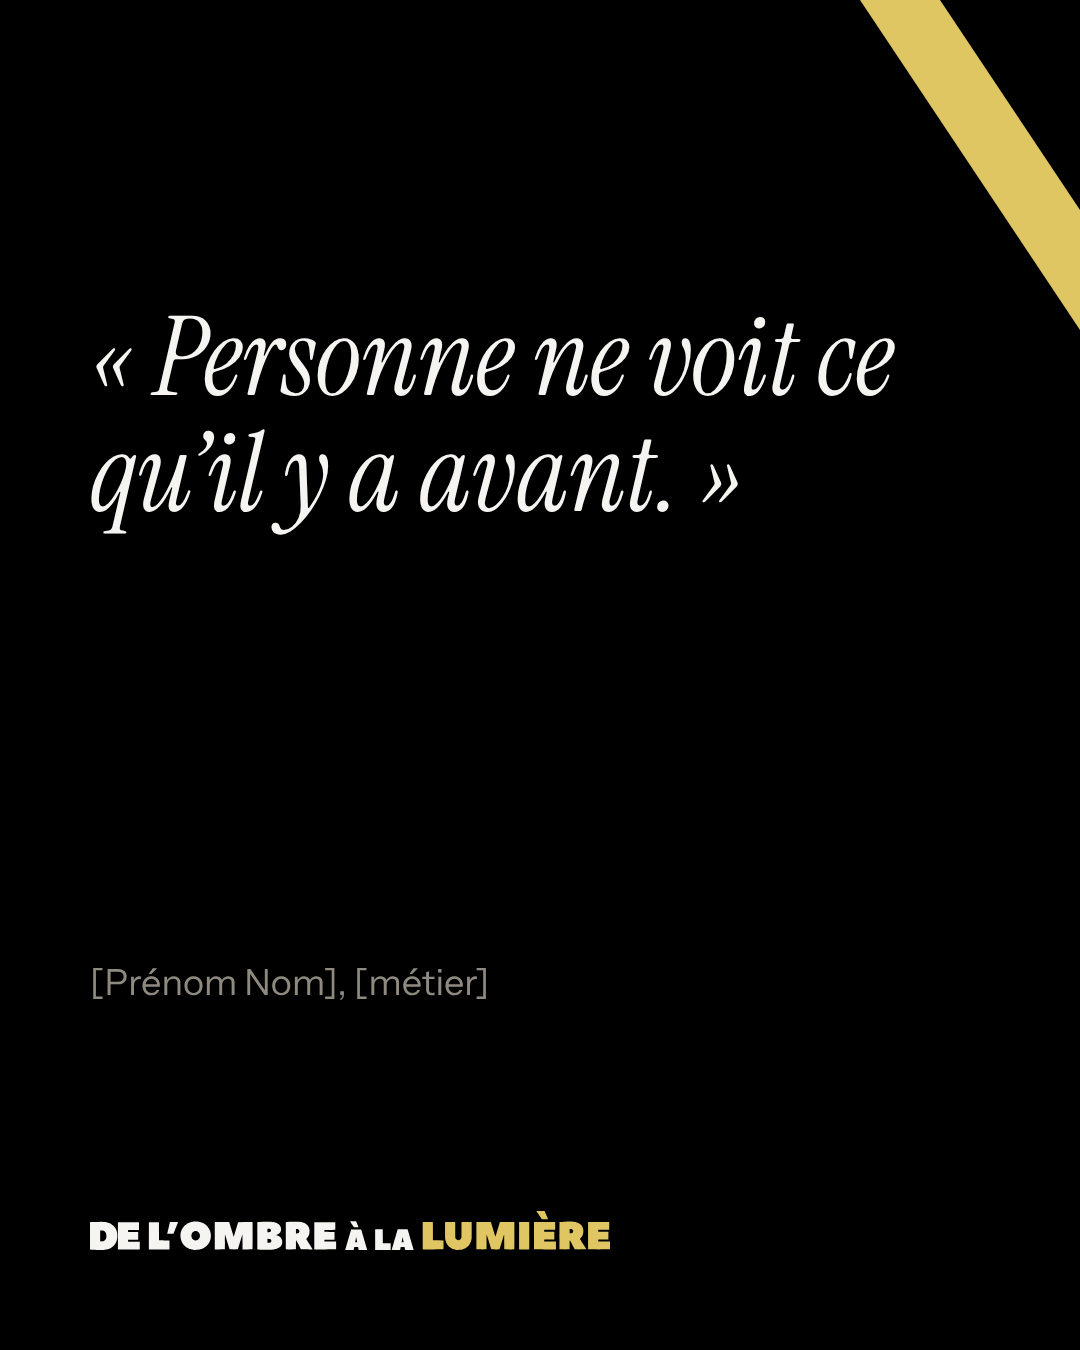 « Personne ne voit ce
qu’il y a avant. »
[Prénom Nom], [métier]
DE L’OMBRE À LA LUMIÈRE